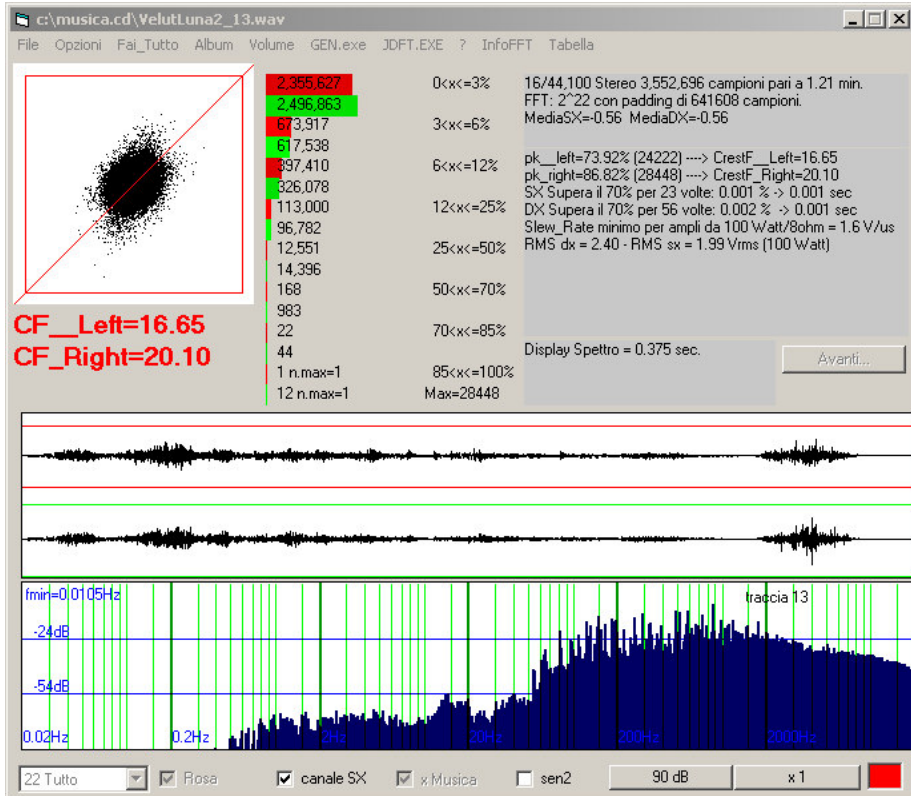 c:\musica.cd\VelutLuna2_13.wav
File Opzioni Fai_Tutto Album Volume GEN.exe JDFT.EXE ? InfoFFT Tabella
2,355,627 0<x<=3%
2,496,863
673,917 3<x<=6%
617,538
397,410 6<x<=12%
326,078
113,000 12<x<=25%
96,782
12,551 25<x<=50%
14,396
168 50<x<=70%
983
22 70<x<=85%
44
1 n.max=1 85<x<=100%
12 n.max=1 Max=28448
CF__Left=16.65
CF_Right=20.10
16/44,100 Stereo 3,552,696 campioni pari a 1.21 min.
FFT: 2^22 con padding di 641608 campioni.
MediaSX=-0.56 MediaDX=-0.56
pk__left=73.92% (24222) ----> CrestF__Left=16.65
pk_right=86.82% (28448) ----> CrestF_Right=20.10
SX Supera il 70% per 23 volte: 0.001 % -> 0.001 sec
DX Supera il 70% per 56 volte: 0.002 % -> 0.001 sec
Slew_Rate minimo per ampli da 100 Watt/8ohm = 1.6 V/us
RMS dx = 2.40 - RMS sx = 1.99 Vrms (100 Watt)
Display Spettro = 0.375 sec.
Avanti...
fmin=0.0105Hz traccia 13
-24dB
-54dB
0.02Hz 0.2Hz 2Hz 20Hz 200Hz 2000Hz
22 Tutto Rosa canale SX x Musica sen2 90 dB x 1